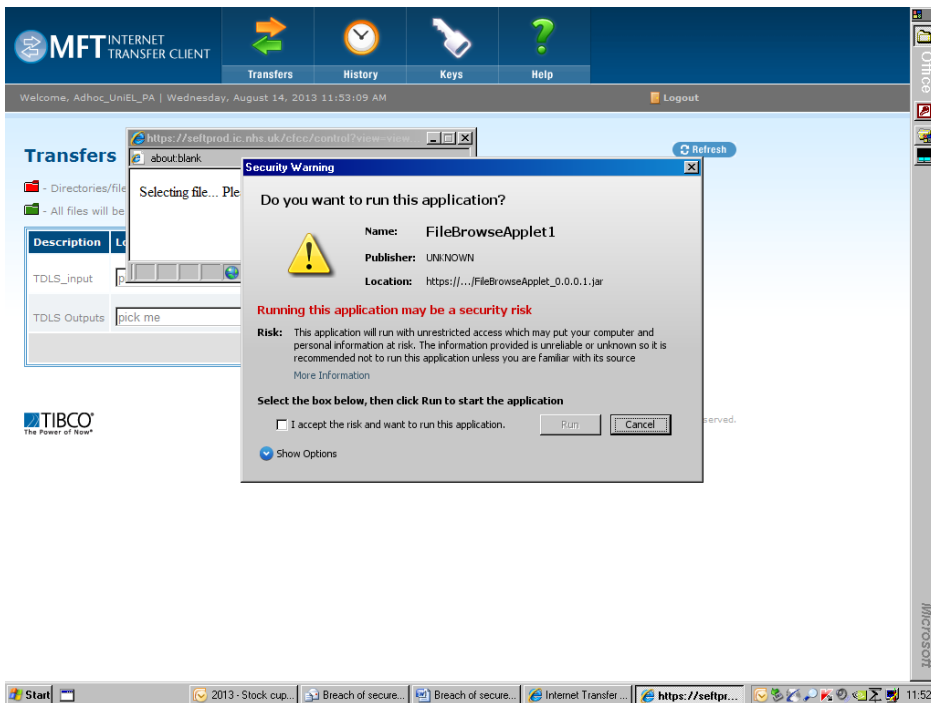 MFT INTERNET TRANSFER CLIENT
Transfers History Keys Help
Welcome, Adhoc_UniEL_PA | Wednesday, August 14, 2013 11:53:09 AM Logout
Transfers
Refresh
- Directories/file
- All files will be
Description
TDLS_input
TDLS Outputs pick me
https://seftprod.ic.nhs.uk/cfcc/control?view=view
about:blank
Selecting file... Ple
Security Warning
Do you want to run this application?
Name: FileBrowseApplet1
Publisher: UNKNOWN
Location: https://.../FileBrowseApplet_0.0.0.1.jar
Running this application may be a security risk
Risk: This application will run with unrestricted access which may put your computer and
personal information at risk. The information provided is unreliable or unknown so it is
recommended not to run this application unless you are familiar with its source
More Information
Select the box below, then click Run to start the application
I accept the risk and want to run this application. Run Cancel
Show Options
TIBCO
The Power of Now®
served.
Office
Microsoft
Start 2013 - Stock cup... Breach of secure... Breach of secure... Internet Transfer ... https://seftpr... 11:52